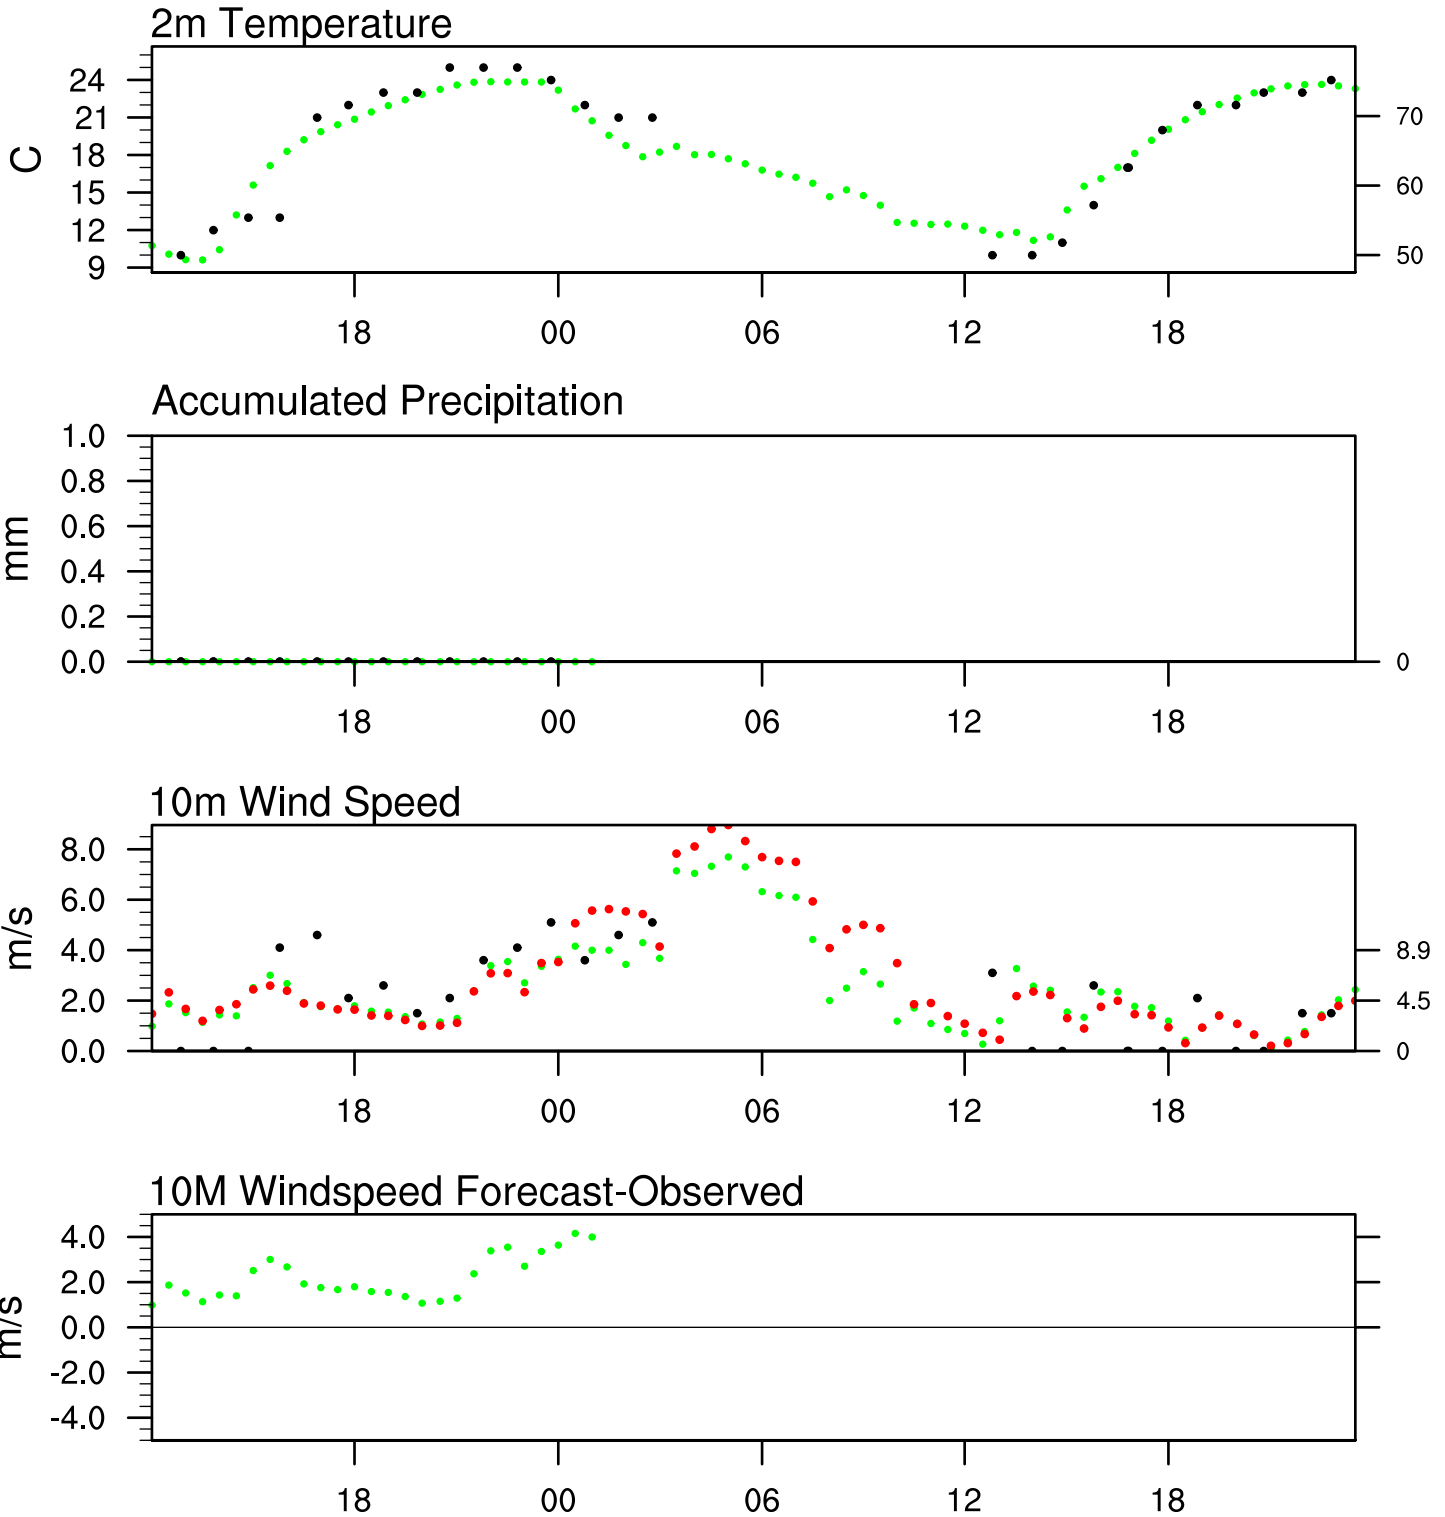 2m Temperature
24
21
18
15
12
9
C
70
60
50
18 00 06 12 18
Accumulated Precipitation
1.0
0.8
0.6
0.4
0.2
0.0
mm
0
18 00 06 12 18
10m Wind Speed
8.0
6.0
4.0
2.0
0.0
m/s
8.9
4.5
0
18 00 06 12 18
10M Windspeed Forecast-Observed
4.0
2.0
0.0
-2.0
-4.0
m/s
18 00 06 12 18